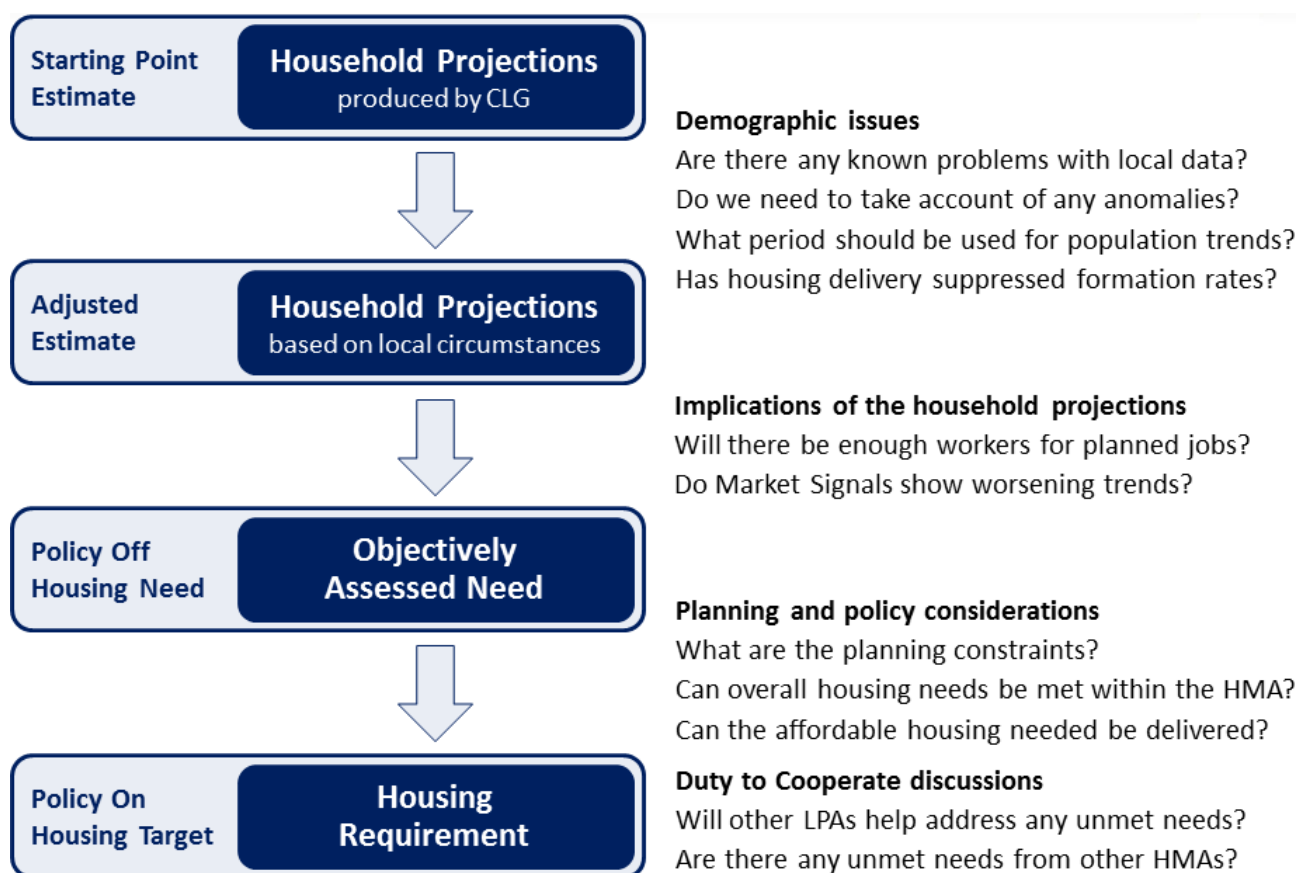 Starting Point
Estimate
Household Projections
produced by CLG
Demographic issues
Are there any known problems with local data?
Do we need to take account of any anomalies?
What period should be used for population trends?
Has housing delivery suppressed formation rates?
Adjusted
Estimate
Household Projections
based on local circumstances
Implications of the household projections
Will there be enough workers for planned jobs?
Do Market Signals show worsening trends?
Policy Off
Housing Need
Objectively
Assessed Need
Planning and policy considerations
What are the planning constraints?
Can overall housing needs be met within the HMA?
Can the affordable housing needed be delivered?
Policy On
Housing Target
Housing
Requirement
Duty to Cooperate discussions
Will other LPAs help address any unmet needs?
Are there any unmet needs from other HMAs?